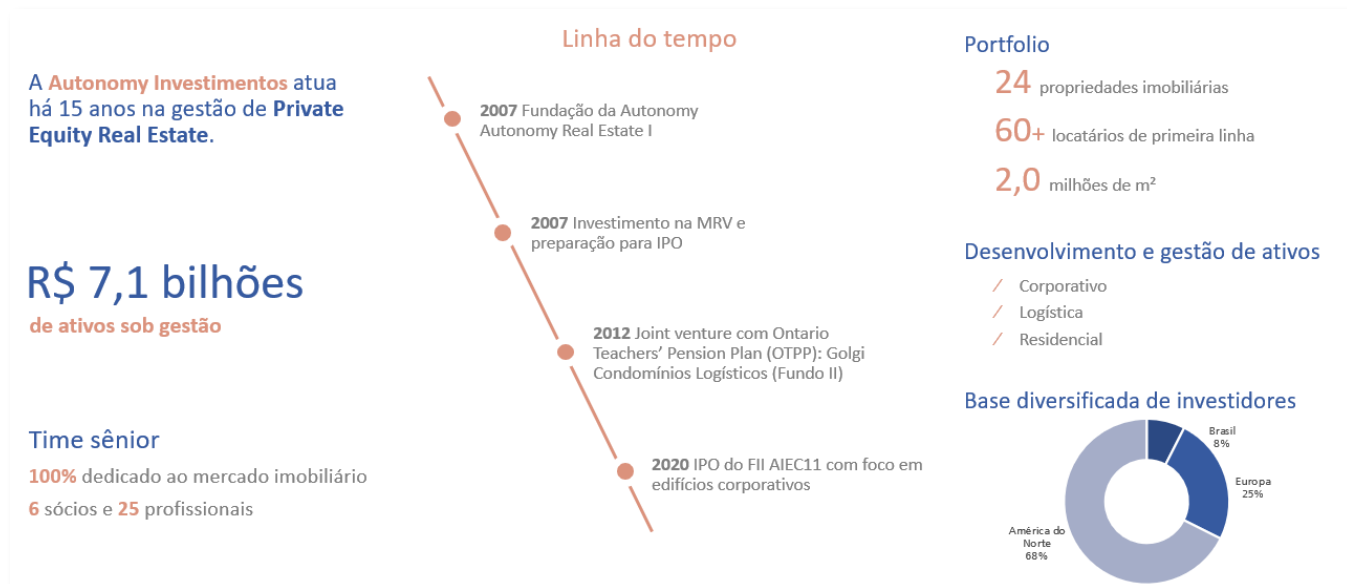 A Autonomy Investimentos atua
há 15 anos na gestão de Private
Equity Real Estate.
R$ 7,1 bilhões
de ativos sob gestão
Time sênior
100% dedicado ao mercado imobiliário
6 sócios e 25 profissionais
Linha do tempo
2007 Fundação da Autonomy
Autonomy Real Estate I
2007 Investimento na MRV e
preparação para IPO
2012 Joint venture com Ontario
Teachers’ Pension Plan (OTPP): Golgi
Condomínios Logísticos (Fundo II)
2020 IPO do FII AIEC11 com foco em
edifícios corporativos
Portfolio
24 propriedades imobiliárias
60+ locatários de primeira linha
2,0 milhões de m²
Desenvolvimento e gestão de ativos
Corporativo
Logística
Residencial
Base diversificada de investidores
Brasil
8%
Europa
25%
América do
Norte
68%